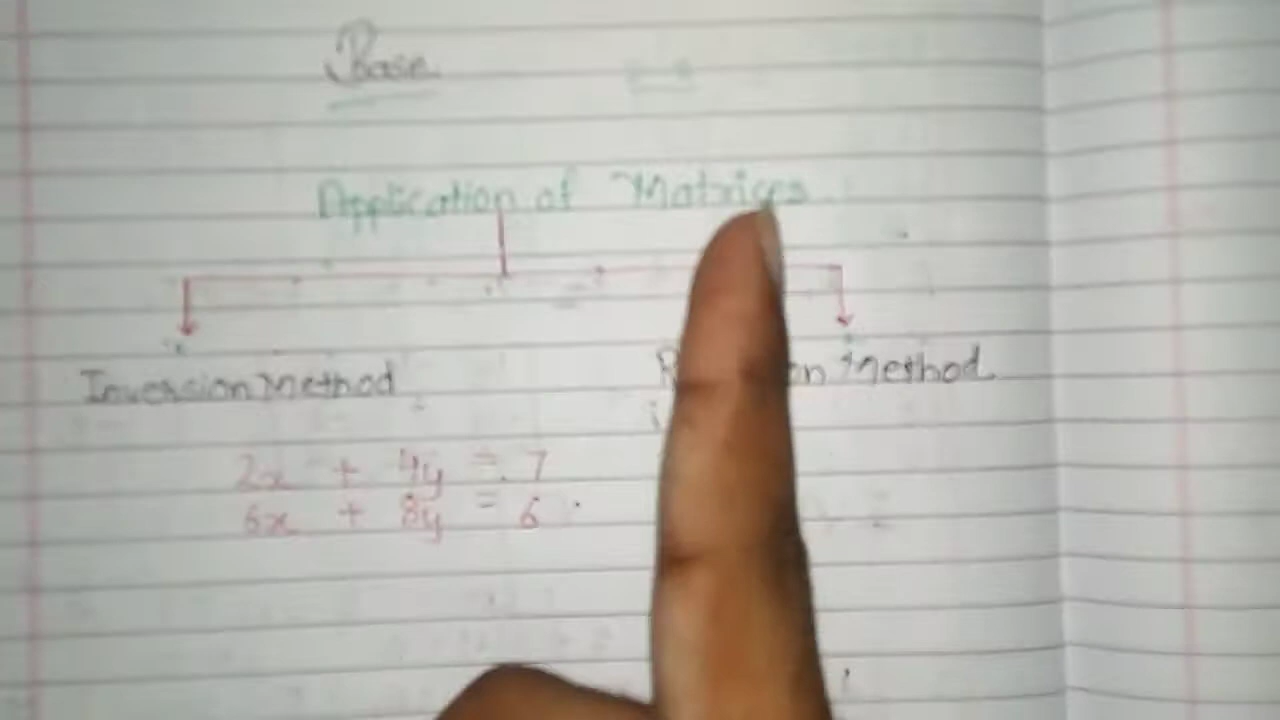 Base
Application of Matrices
Inversion Method
Method
2x + 4y = 7
6x + 8y = 6